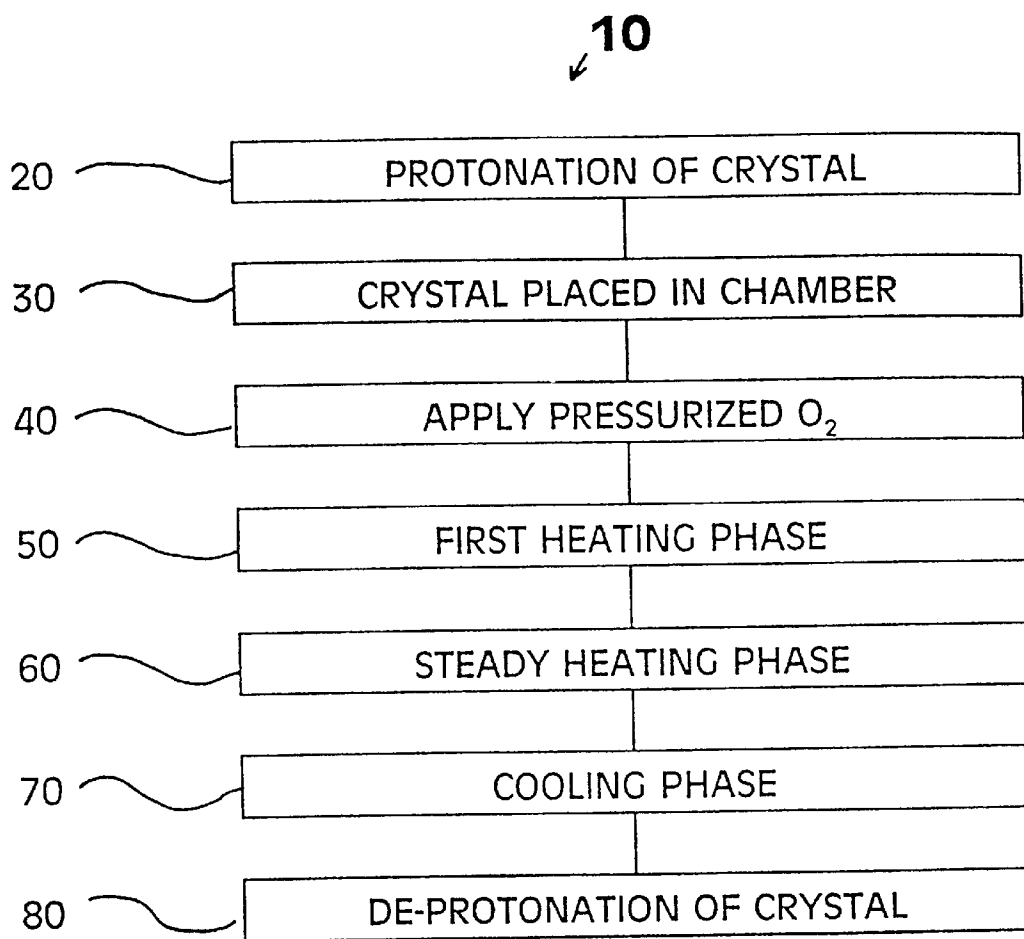 10
20 PROTONATION OF CRYSTAL
30 CRYSTAL PLACED IN CHAMBER
40 APPLY PRESSURIZED O₂
50 FIRST HEATING PHASE
60 STEADY HEATING PHASE
70 COOLING PHASE
80 DE-PROTONATION OF CRYSTAL